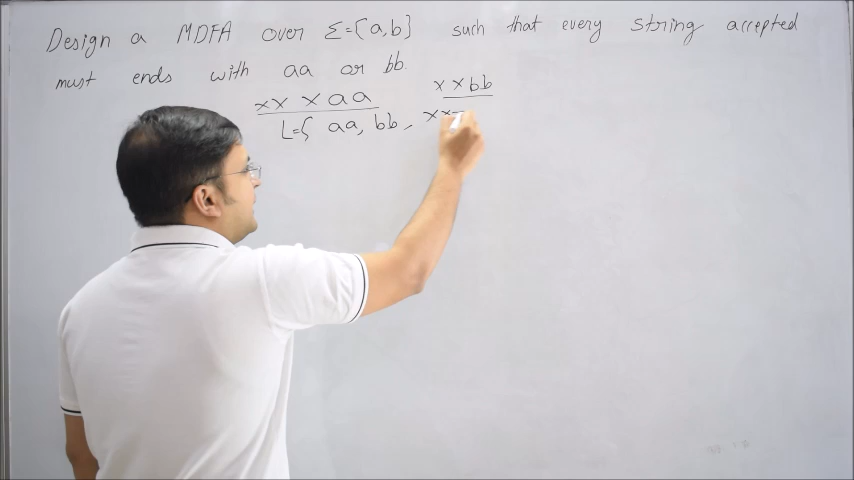 Design a MDFA over Σ={a,b} such that every string accepted
must ends with aa or bb.
xx x aa x x bb
L={ aa, bb, xx